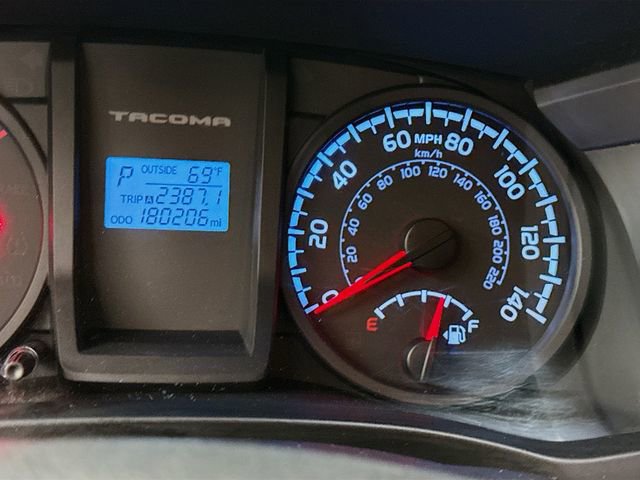 TACOMA
P OUTSIDE 69°F
TRIP A 2387.1
ODO 180206 mi
0 20 40 60 MPH 80 100 120 140
km/h
20 40 60 80 100 120 140 160 180 200 220
E F